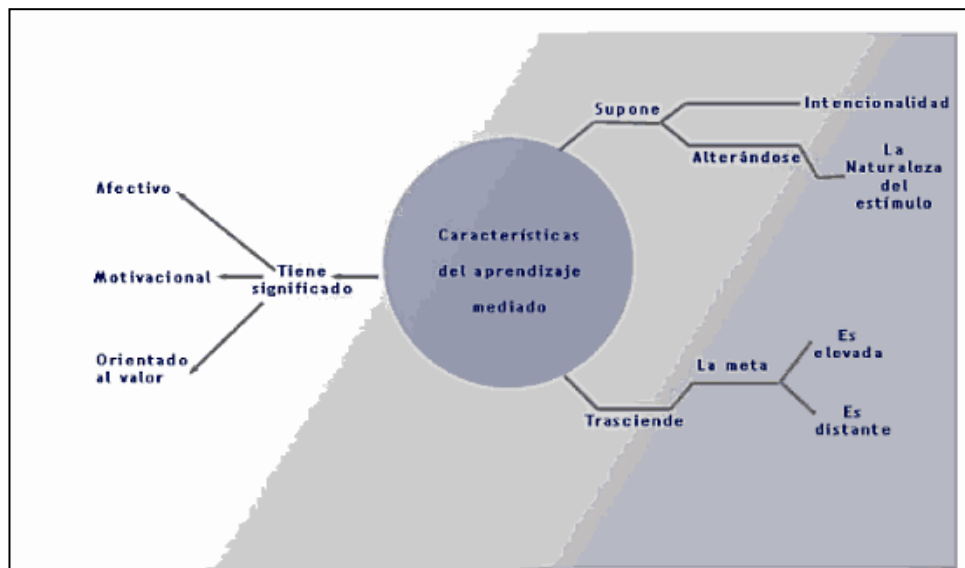 Características
del aprendizaje
mediado
Supone
Intencionalidad
Alterándose
La
Naturaleza
del
estímulo
Tiene
significado
Afectivo
Motivacional
Orientado
al valor
Trasciende
La meta
Es
elevada
Es
distante